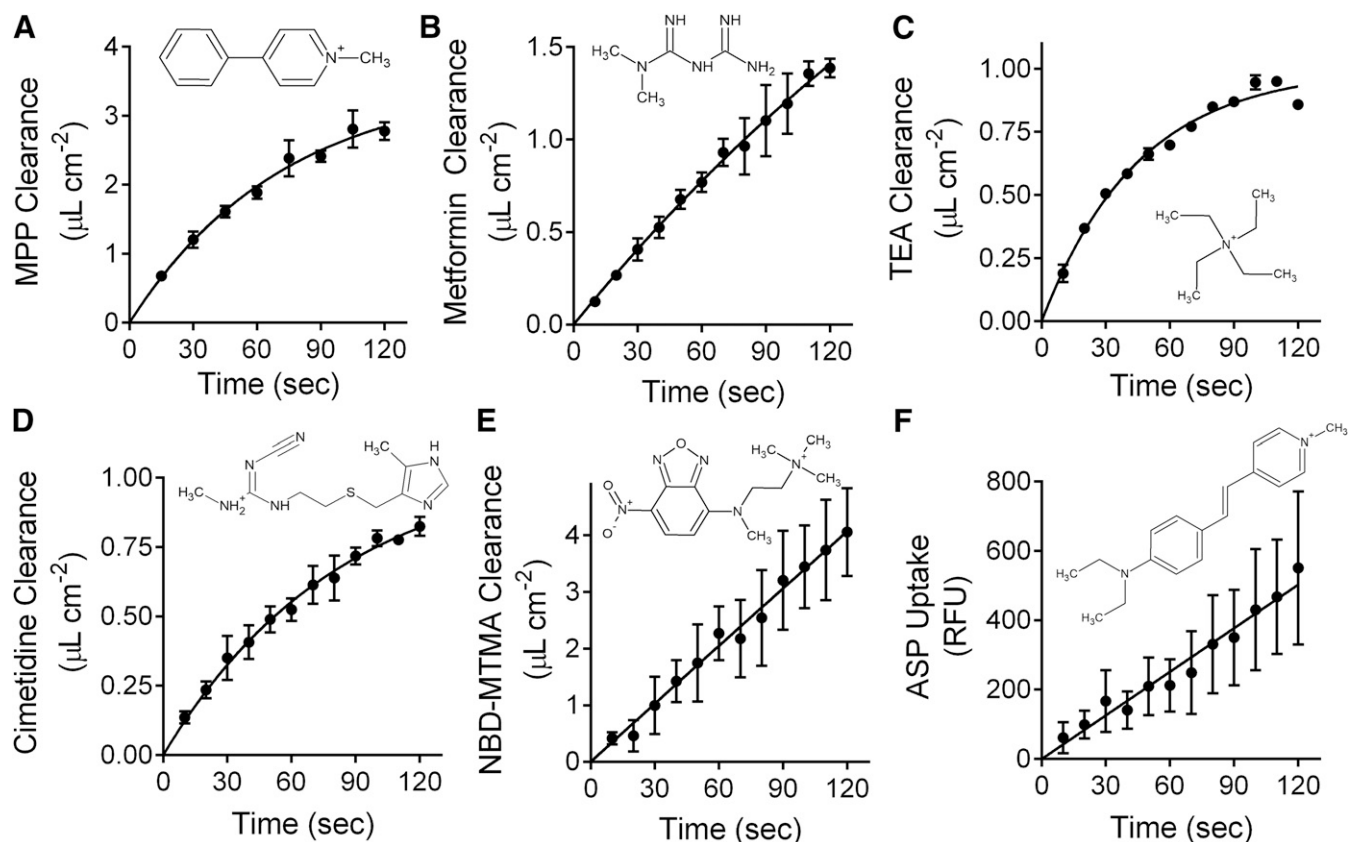 A
MPP Clearance
(μL cm-2)
4
3
2
1
0
0 30 60 90 120
Time (sec)
N
+
CH3
B
Metformin Clearance
(μL cm-2)
1.5
1.0
0.5
0.0
0 30 60 90 120
Time (sec)
NH NH
H3C
N NH NH2
CH3
C
TEA Clearance
(μL cm-2)
1.00
0.75
0.50
0.25
0.00
0 30 60 90 120
Time (sec)
CH3
H3C
N+
CH3
H3C
D
Cimetidine Clearance
(μL cm-2)
1.00
0.75
0.50
0.25
0.00
0 30 60 90 120
Time (sec)
N
N
H3C
NH2
+
NH
S
CH3
H
N
N
E
NBD-MTMA Clearance
(μL cm-2)
4
3
2
1
0
0 30 60 90 120
Time (sec)
O
N N
H3C CH3
N+
CH3
O
N+
O-
N
CH3
F
ASP Uptake
(RFU)
800
600
400
200
0
0 30 60 90 120
Time (sec)
CH3
N+
H3C
N
H3C